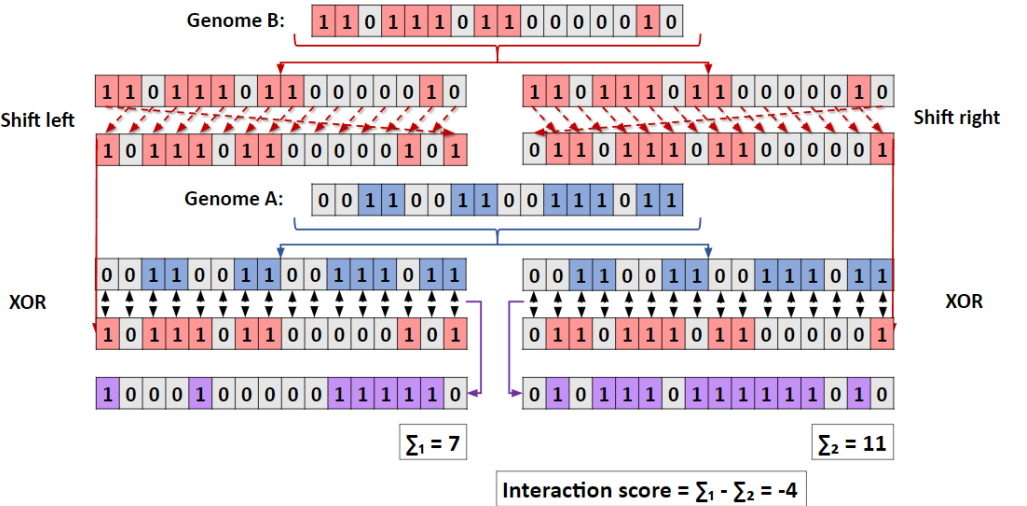 Genome B: 1 1 0 1 1 1 0 1 1 0 0 0 0 0 1 0
1 1 0 1 1 1 0 1 1 0 0 0 0 0 1 0
1 1 0 1 1 1 0 1 1 0 0 0 0 0 1 0
Shift left
Shift right
1 0 1 1 1 0 1 1 0 0 0 0 0 1 0 1
0 1 1 0 1 1 1 0 1 1 0 0 0 0 0 1
Genome A: 0 0 1 1 0 0 1 1 0 0 1 1 1 0 1 1
0 0 1 1 0 0 1 1 0 0 1 1 1 0 1 1
0 0 1 1 0 0 1 1 0 0 1 1 1 0 1 1
XOR
XOR
1 0 1 1 1 0 1 1 0 0 0 0 0 1 0 1
0 1 1 0 1 1 1 0 1 1 0 0 0 0 0 1
1 0 0 0 1 0 0 0 0 0 1 1 1 1 1 0
0 1 0 1 1 1 0 1 1 1 1 1 1 0 1 0
∑₁ = 7
∑₂ = 11
Interaction score = ∑₁ - ∑₂ = -4